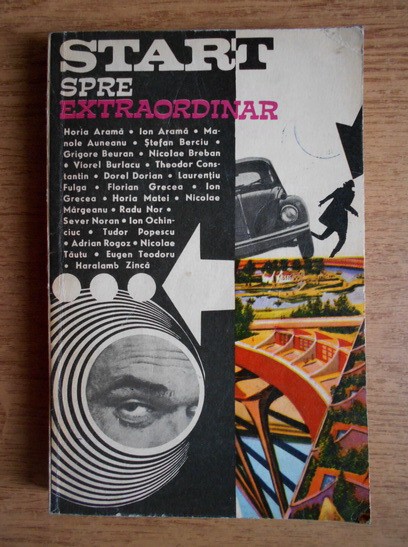 START
SPRE
EXTRAORDINAR
Horia Aramă • Ion Aramă • Ma-
nole Auneanu • Ștefan Berciu •
Grigore Beuran • Nicolae Breban
• Viorel Burlacu • Theodor Cons-
tantin • Dorel Dorian • Laurențiu
Fulga • Florian Grecea • Ion
Grecea • Horia Matei • Nicolae
Mărgeanu • Radu Nor •
Sever Noran • Ion Ochin-
ciuc • Tudor Popescu
• Adrian Rogoz • Nicolae
Tăutu • Eugen Teodoru
• Haralamb Zincă